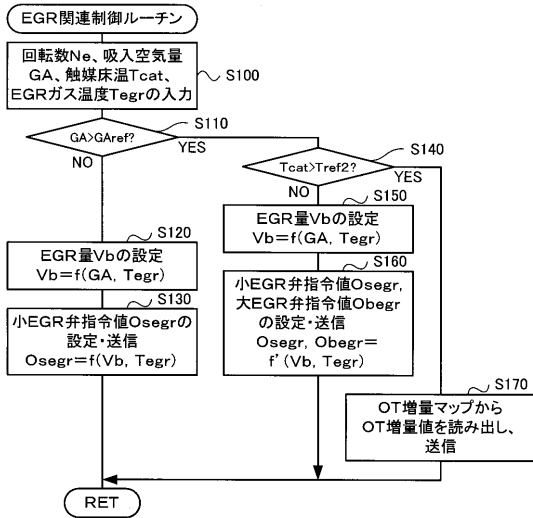 EGR関連制御ルーチン
回転数Ne、吸入空気量
GA、触媒床温Tcat、
EGRガス温度Tegrの入力
S100
GA>GAref?
S110
NO
YES
Tcat>Tref2?
S140
NO
YES
S150
EGR量Vbの設定
Vb=f(GA, Tegr)
S120
EGR量Vbの設定
Vb=f(GA, Tegr)
S160
小EGR弁指令値Osegr,
大EGR弁指令値Obegr
の設定・送信
Osegr, Obegr=
f'(Vb, Tegr)
S130
小EGR弁指令値Osegrの
設定・送信
Osegr=f(Vb, Tegr)
S170
OT増量マップから
OT増量値を読み出し、
送信
RET